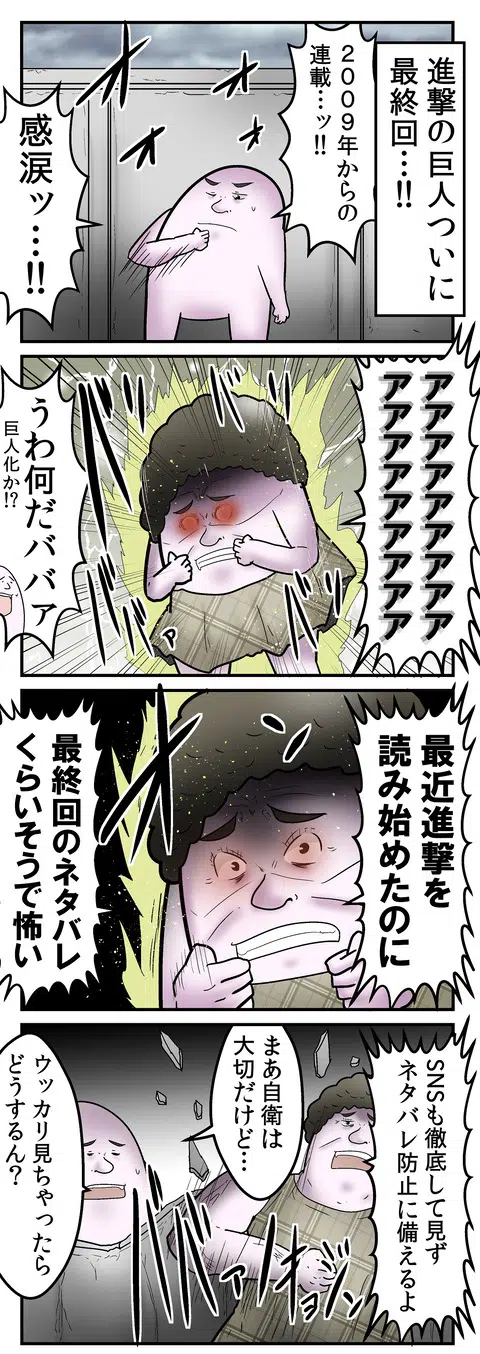 進撃の巨人ついに
最終回…!!
2009年からの
連載…ッ!!
感涙ッ…!!
オ
オ
オ
アアアアアアアアア
アアアアアアアアア
うわ何だババァ
巨人化か!?
最近進撃を
読み始めたのに
最終回のネタバレ
くらいそうで怖い
SNSも徹底して見ず
ネタバレ防止に備えるよ
まあ自衛は
大切だけど…
ウッカリ見ちゃったら
どうするん?